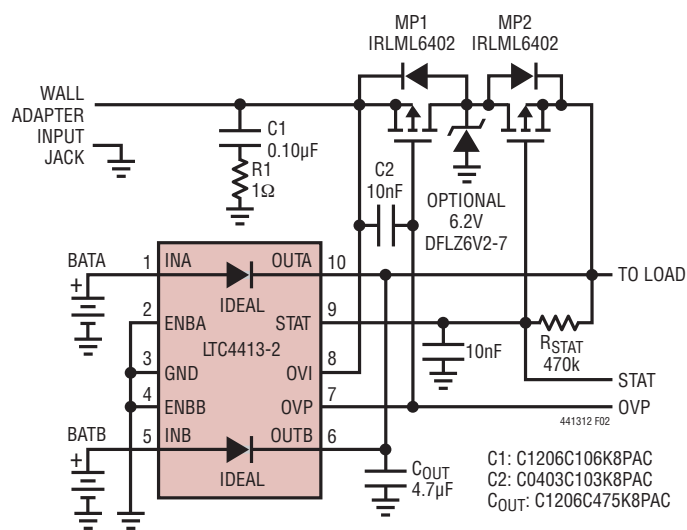 MP1
IRLML6402
MP2
IRLML6402
WALL
ADAPTER
INPUT
JACK
C1
0.10µF
R1
1Ω
C2
10nF
OPTIONAL
6.2V
DFLZ6V2-7
BATA
+
1
INA
OUTA
10
IDEAL
TO LOAD
2
ENBA
STAT
9
LTC4413-2
10nF
RSTAT
470k
3
GND
OVI
8
STAT
4
ENBB
OVP
7
OVP
441312 F02
BATB
+
5
INB
OUTB
6
IDEAL
COUT
4.7µF
C1: C1206C106K8PAC
C2: C0403C103K8PAC
COUT: C1206C475K8PAC